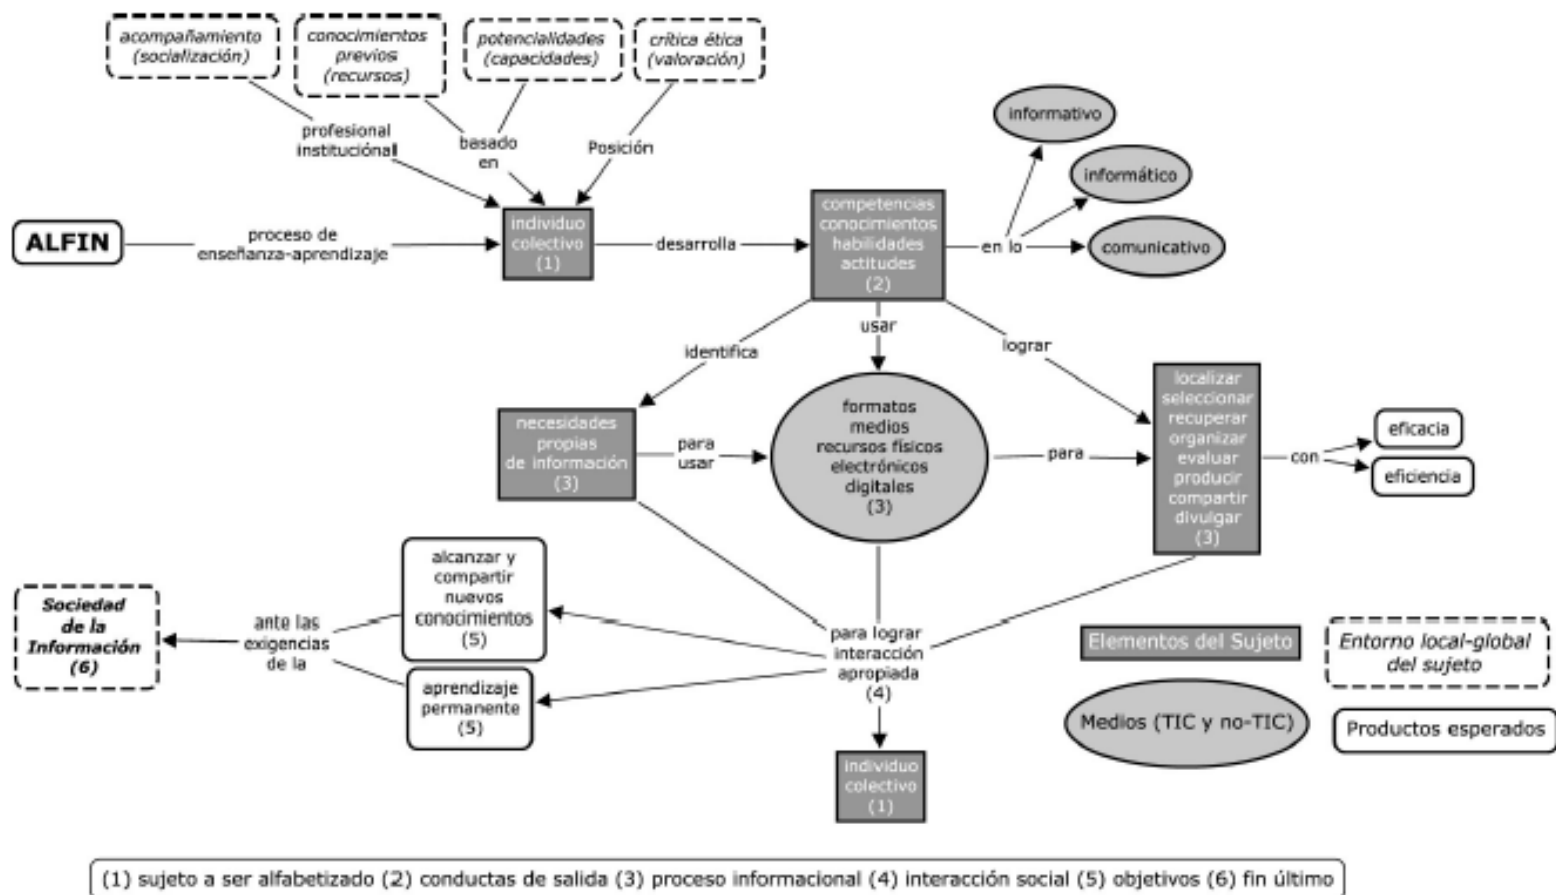 acompañamiento
(socialización)
conocimientos
previos
(recursos)
potencialidades
(capacidades)
crítica ética
(valoración)
profesional
instituciónal
basado
en
Posición
informativo
informático
comunicativo
ALFIN
proceso de
enseñanza-aprendizaje
individuo
colectivo
(1)
desarrolla
competencias
conocimientos
habilidades
actitudes
(2)
en lo
identifica
usar
lograr
necesidades
propias
de información
(3)
para
usar
formatos
medios
recursos físicos
electrónicos
digitales
(3)
para
localizar
seleccionar
recuperar
organizar
evaluar
producir
compartir
divulgar
(3)
con
eficacia
eficiencia
Sociedad
de la
Información
(6)
ante las
exigencias
de la
alcanzar y
compartir
nuevos
conocimientos
(5)
aprendizaje
permanente
(5)
para lograr
interacción
apropiada
(4)
individuo
colectivo
(1)
Elementos del Sujeto
Entorno local-global
del sujeto
Medios (TIC y no-TIC)
Productos esperados
(1) sujeto a ser alfabetizado (2) conductas de salida (3) proceso informacional (4) interacción social (5) objetivos (6) fin último